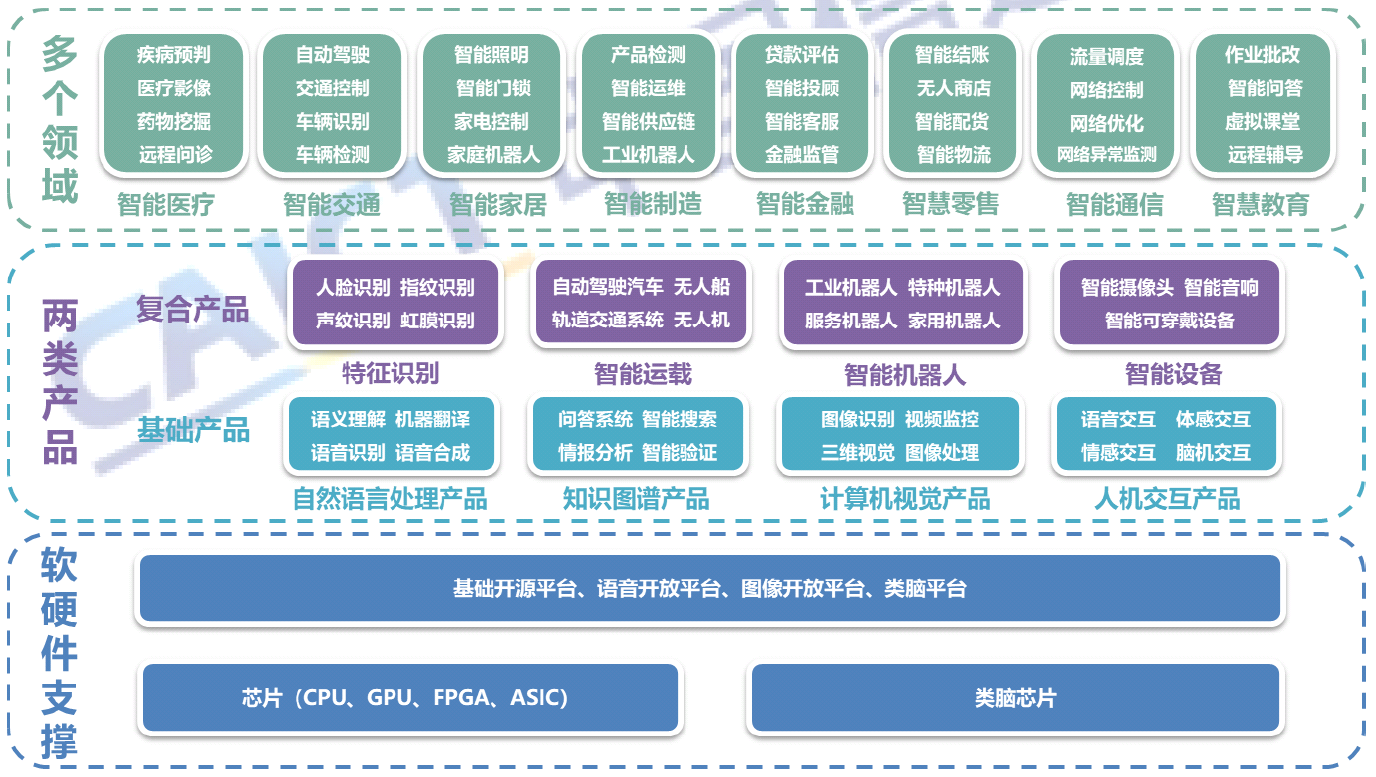 多个领域
疾病预判
医疗影像
药物挖掘
远程问诊
智能医疗
自动驾驶
交通控制
车辆识别
车辆检测
智能交通
智能照明
智能门锁
家电控制
家庭机器人
智能家居
产品检测
智能运维
智能供应链
工业机器人
智能制造
贷款评估
智能投顾
智能客服
金融监管
智能金融
智能结账
无人商店
智能配货
智能物流
智慧零售
流量调度
网络控制
网络优化
网络异常监测
智能通信
作业批改
智能问答
虚拟课堂
远程辅导
智慧教育
两类产品
复合产品
人脸识别 指纹识别
声纹识别 虹膜识别
特征识别
自动驾驶汽车 无人船
轨道交通系统 无人机
智能运载
工业机器人 特种机器人
服务机器人 家用机器人
智能机器人
智能摄像头 智能音响
智能可穿戴设备
智能设备
基础产品
语义理解 机器翻译
语音识别 语音合成
自然语言处理产品
问答系统 智能搜索
情报分析 智能验证
知识图谱产品
图像识别 视频监控
三维视觉 图像处理
计算机视觉产品
语音交互 体感交互
情感交互 脑机交互
人机交互产品
软硬件支撑
基础开源平台、语音开放平台、图像开放平台、类脑平台
芯片（CPU、GPU、FPGA、ASIC）
类脑芯片
CAICT